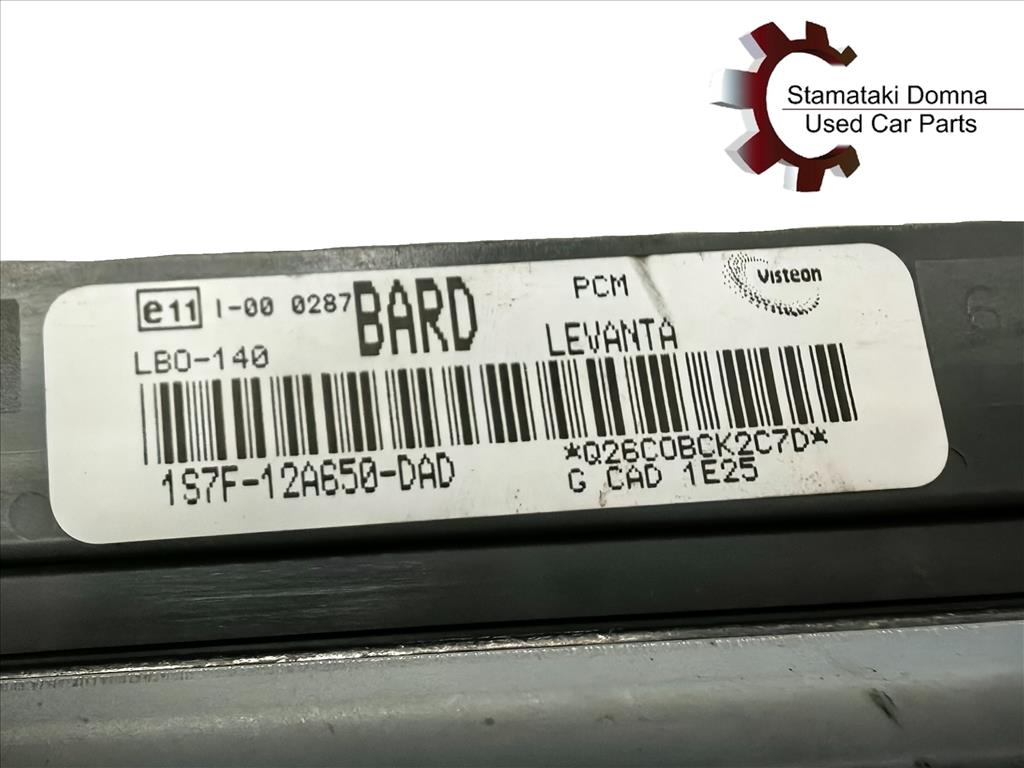 Stamataki Domna
Used Car Parts
e11 I-00 0287 BARD PCM Visteon
LBO-140 LEVANTA
1S7F-12A650-DAD *Q26C0BCK2C7D*
G CAD 1E25
6